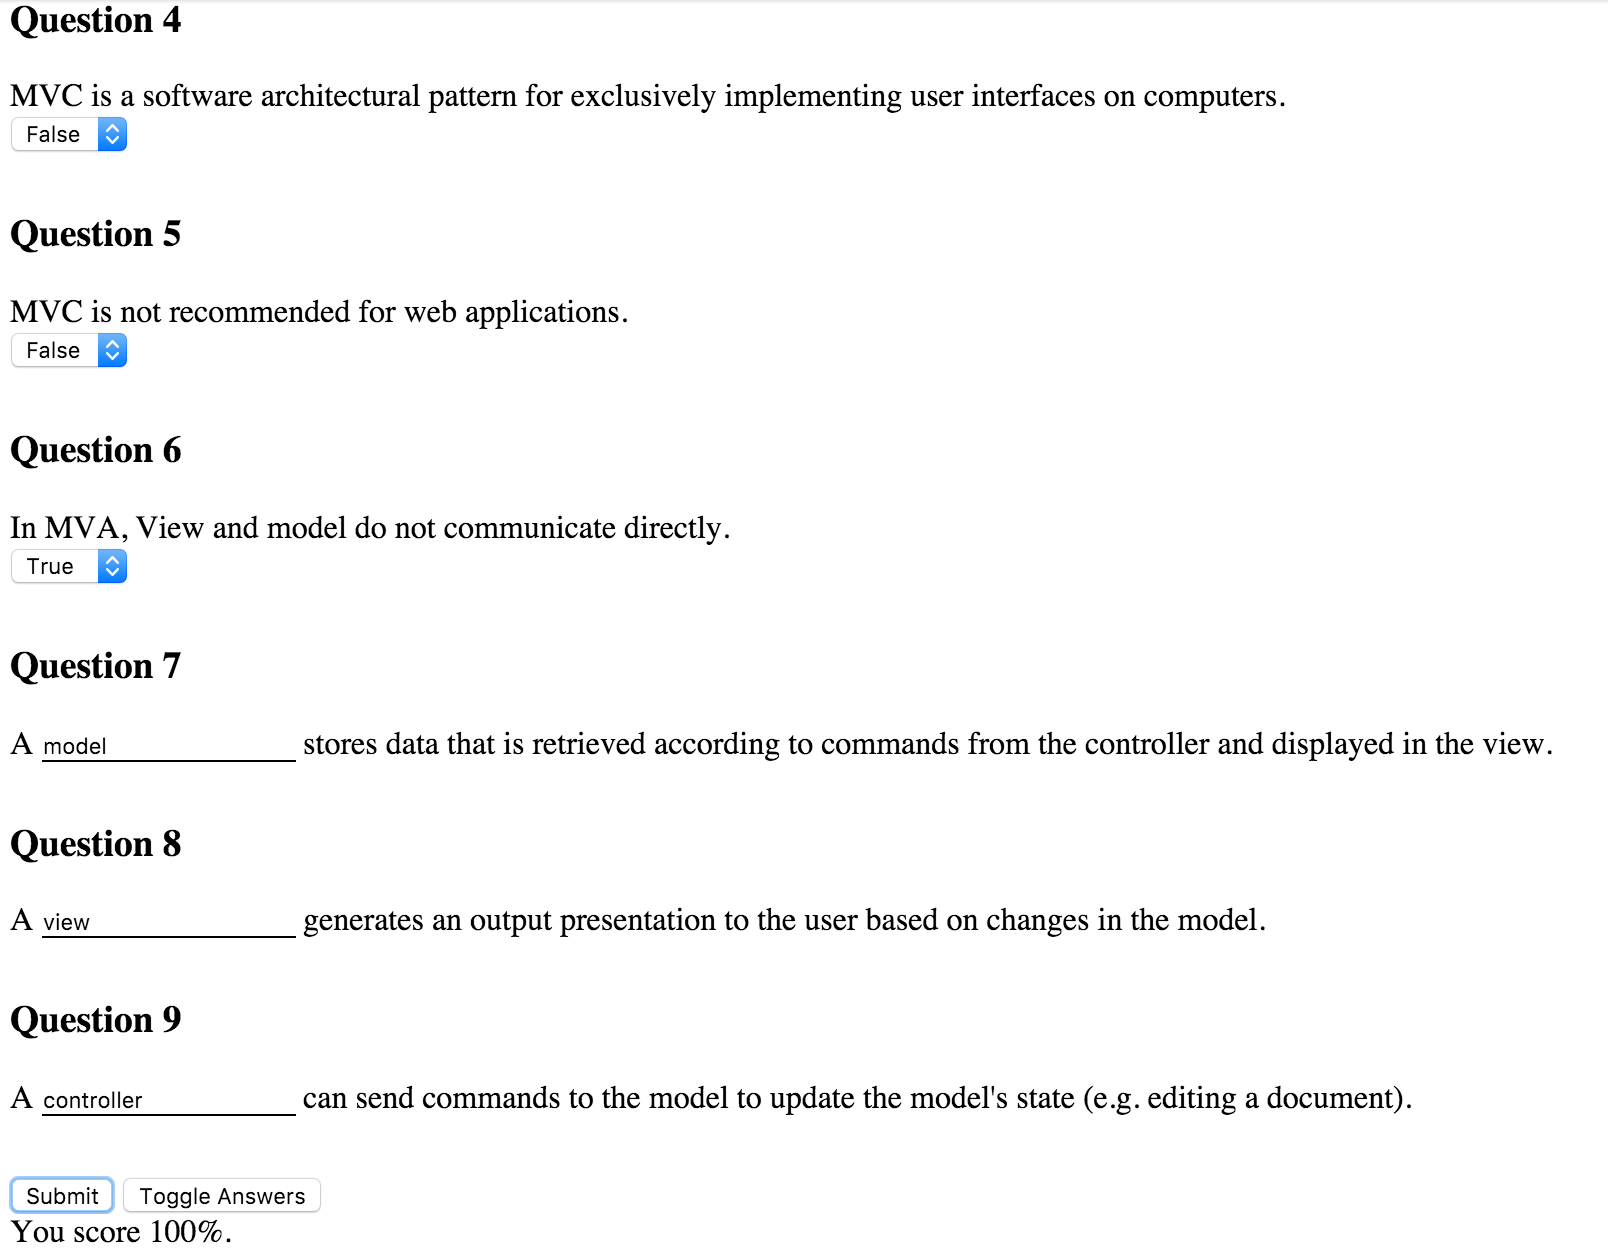 Question 4
MVC is a software architectural pattern for exclusively implementing user interfaces on computers.
False
Question 5
MVC is not recommended for web applications.
False
Question 6
In MVA, View and model do not communicate directly.
True
Question 7
A model stores data that is retrieved according to commands from the controller and displayed in the view.
Question 8
A view generates an output presentation to the user based on changes in the model.
Question 9
A controller can send commands to the model to update the model's state (e.g. editing a document).
Submit Toggle Answers
You score 100%.